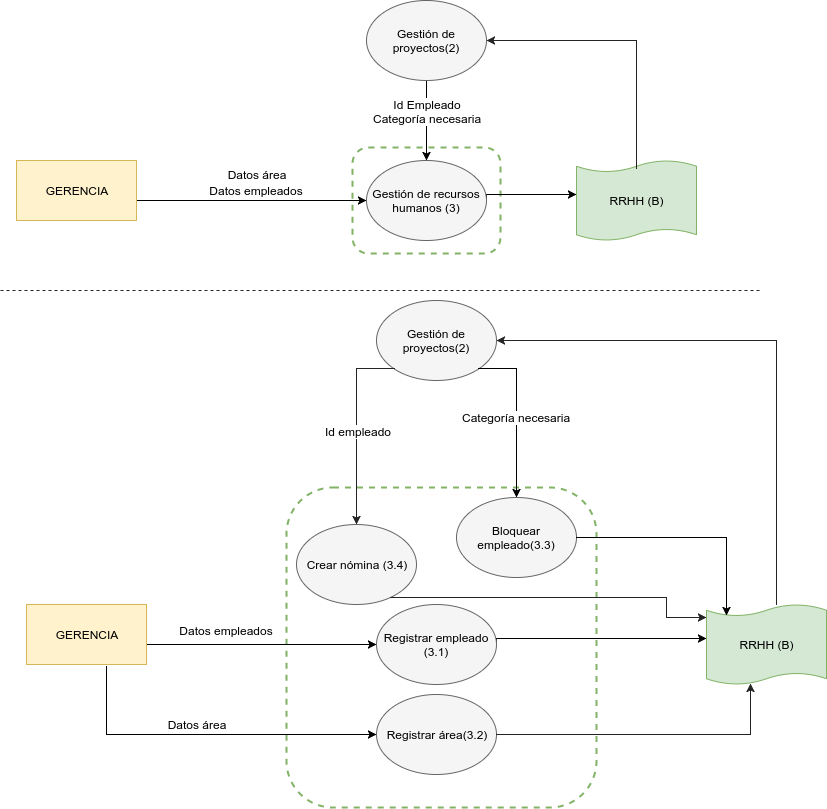 Gestión de
proyectos(2)
Id Empleado
Categoría necesaria
Datos área
Datos empleados
GERENCIA
Gestión de recursos
humanos (3)
RRHH (B)
Gestión de
proyectos(2)
Categoría necesaria
Id empleado
Bloquear
empleado(3.3)
Crear nómina (3.4)
GERENCIA
Datos empleados
Registrar empleado
(3.1)
RRHH (B)
Datos área
Registrar área(3.2)